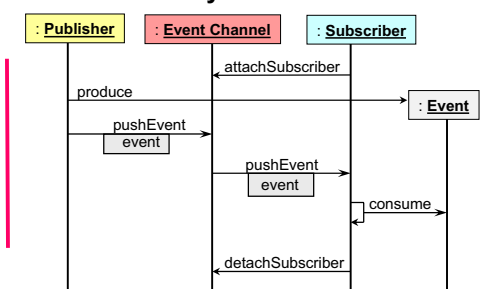 : Publisher
: Event Channel
: Subscriber
attachSubscriber
produce
: Event
pushEvent
event
pushEvent
event
consume
detachSubscriber